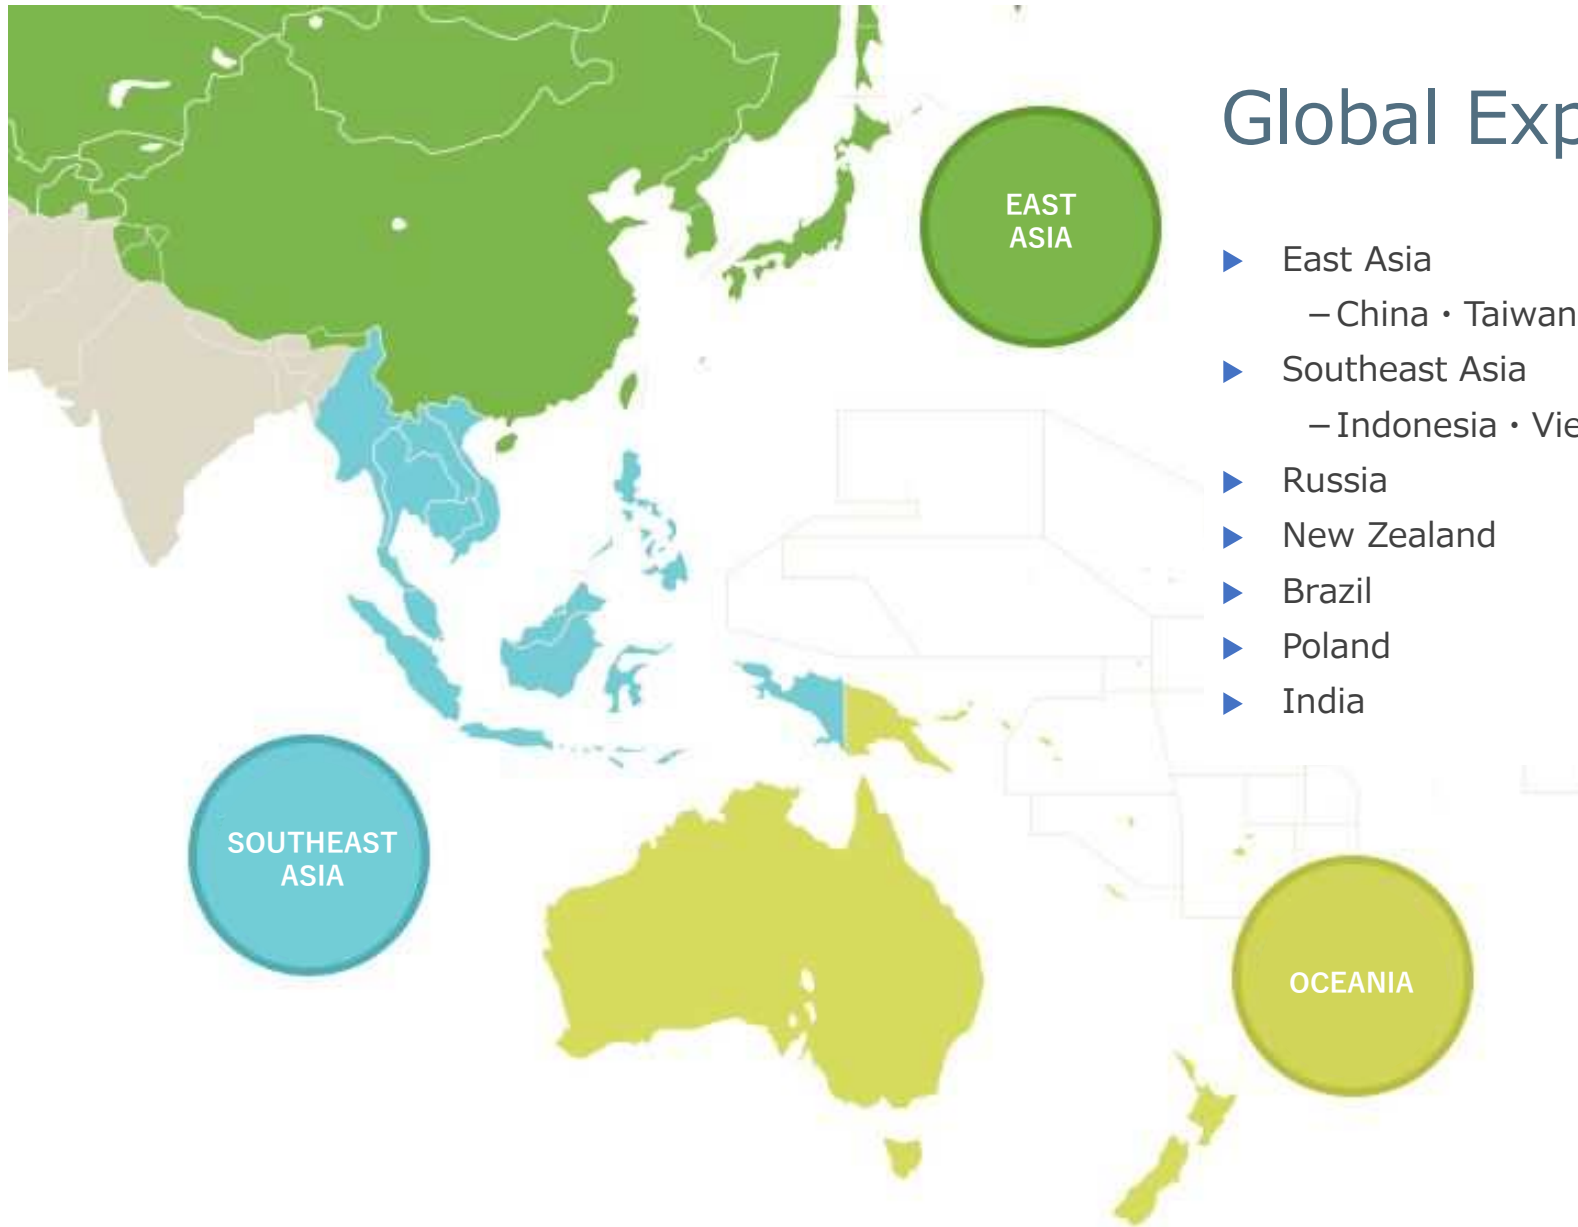 Global Exp
East Asia
－China・Taiwan
Southeast Asia
－Indonesia・Vie
Russia
New Zealand
Brazil
Poland
India
EAST
ASIA
SOUTHEAST
ASIA
OCEANIA